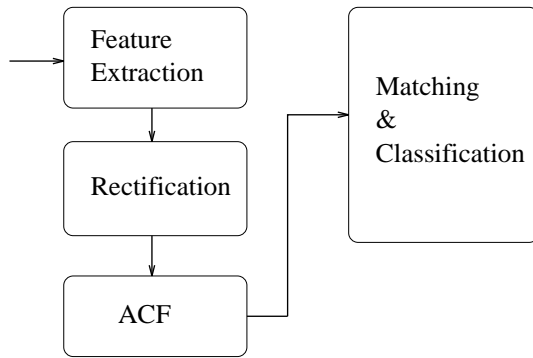 Feature
Extraction
Rectification
ACF
Matching
&
Classification